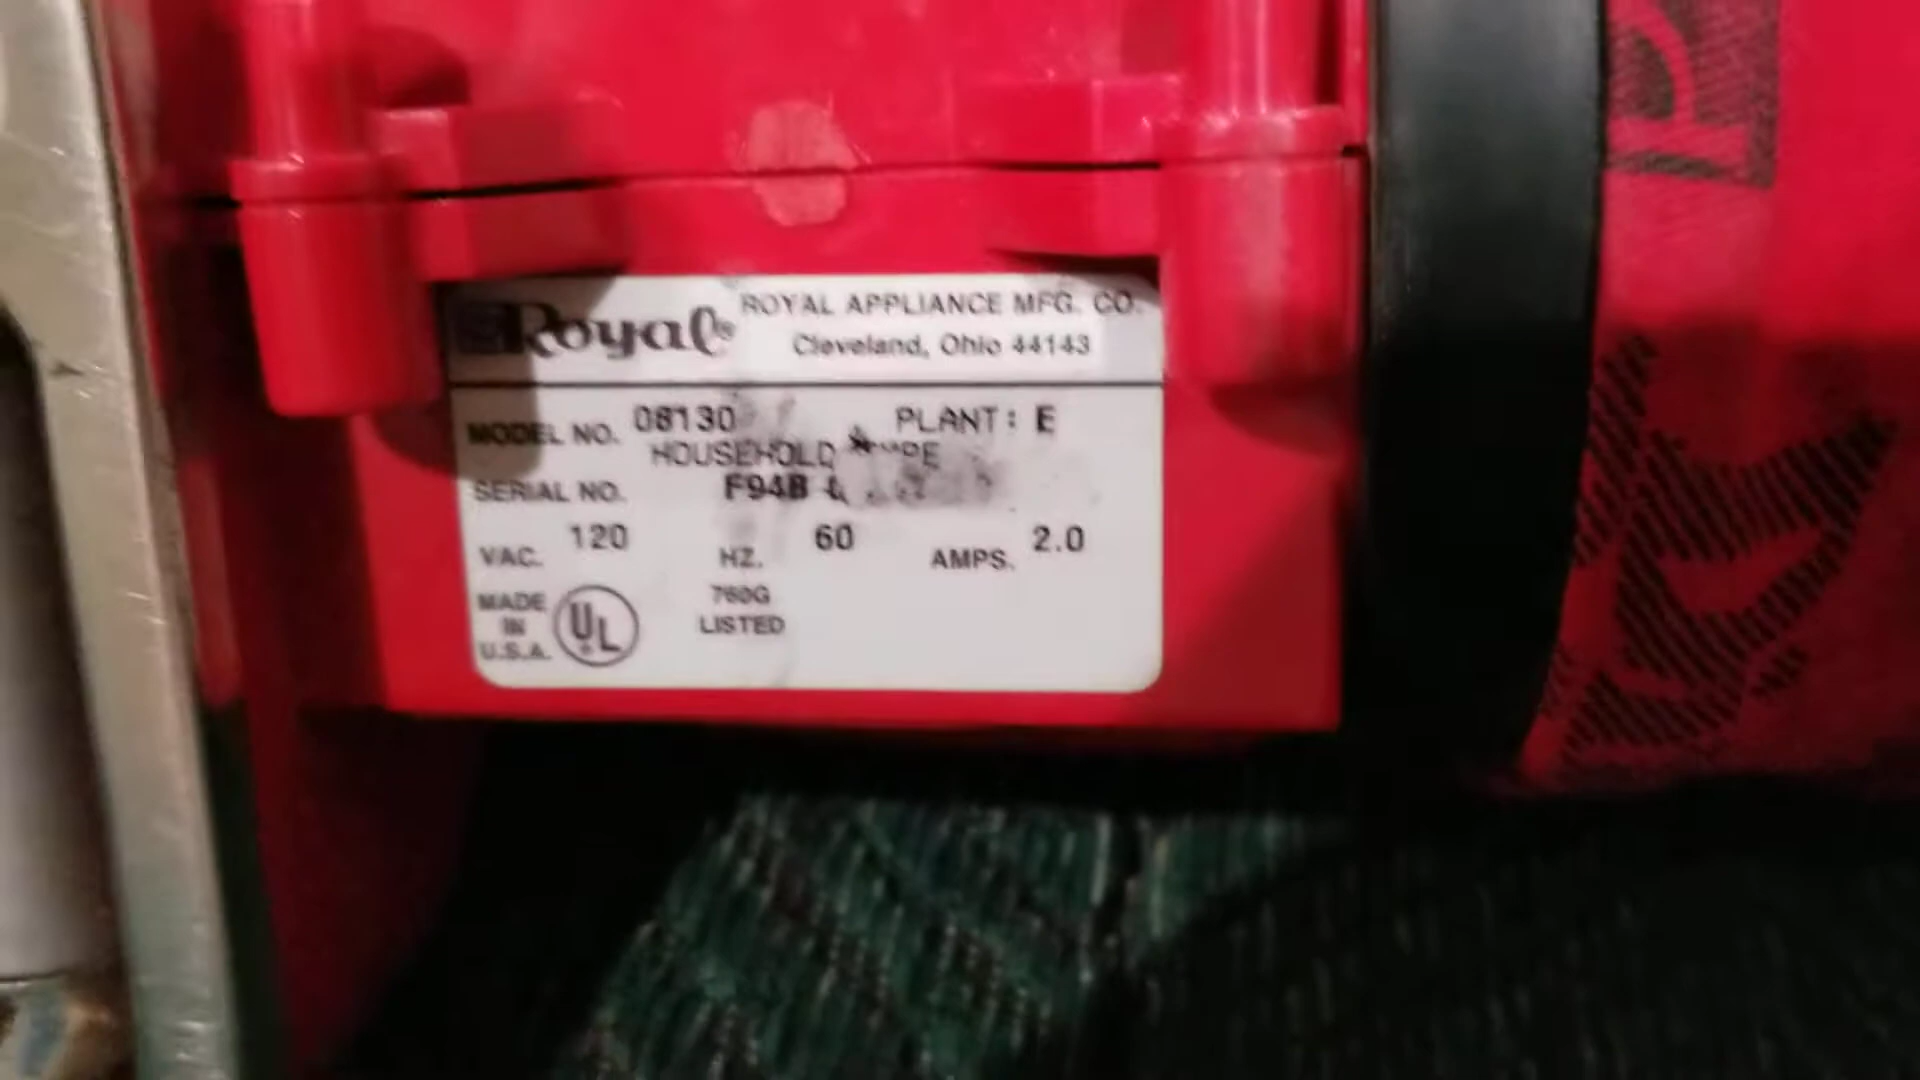 Royal®
ROYAL APPLIANCE MFG. CO.
Cleveland, Ohio 44143
MODEL NO. 08130 PLANT: E
HOUSEHOLD
SERIAL NO. F94B
VAC. 120 HZ. 60 AMPS. 2.0
MADE IN U.S.A.
UL
760G
LISTED